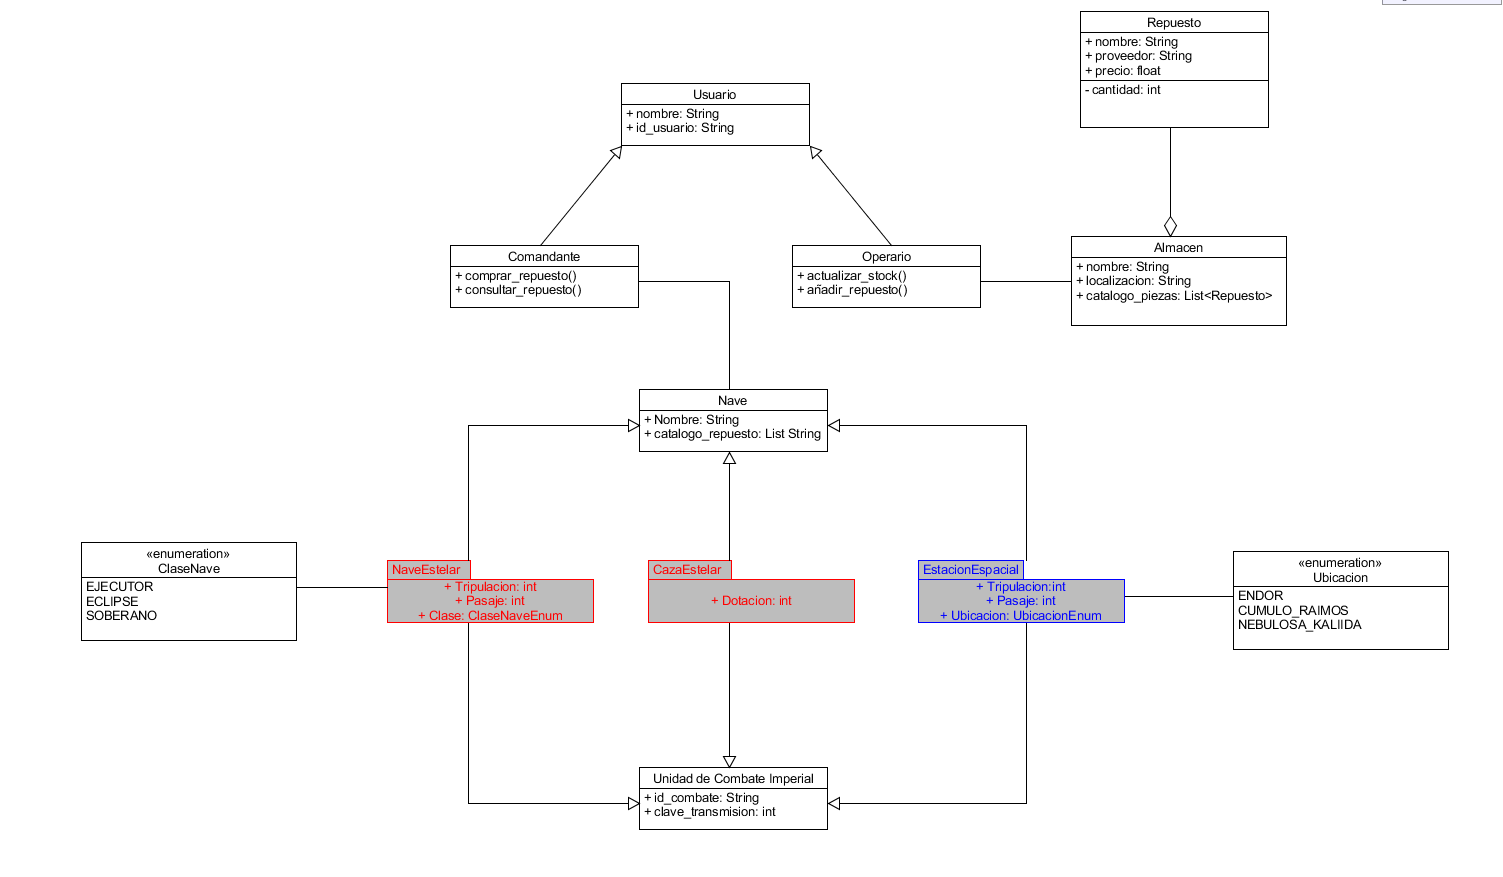 Repuesto
+ nombre: String
+ proveedor: String
+ precio: float
- cantidad: int
Usuario
+ nombre: String
+ id_usuario: String
Comandante
+ comprar_repuesto()
+ consultar_repuesto()
Operario
+ actualizar_stock()
+ añadir_repuesto()
Almacen
+ nombre: String
+ localizacion: String
+ catalogo_piezas: List<Repuesto>
Nave
+ Nombre: String
+ catalogo_repuesto: List String
«enumeration»
ClaseNave
EJECUTOR
ECLIPSE
SOBERANO
NaveEstelar
+ Tripulacion: int
+ Pasaje: int
+ Clase: ClaseNaveEnum
CazaEstelar
+ Dotacion: int
EstacionEspacial
+ Tripulacion:int
+ Pasaje: int
+ Ubicacion: UbicacionEnum
«enumeration»
Ubicacion
ENDOR
CUMULO_RAIMOS
NEBULOSA_KALIIDA
Unidad de Combate Imperial
+ id_combate: String
+ clave_transmision: int